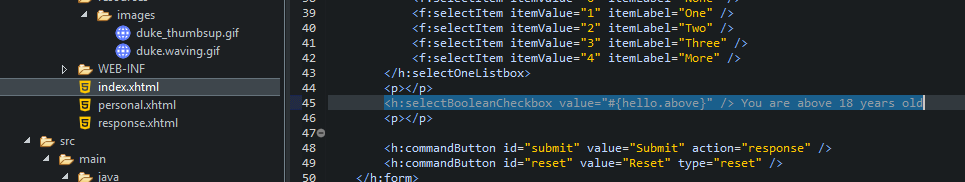 resources
images
duke_thumbsup.gif
duke.waving.gif
WEB-INF
index.xhtml
personal.xhtml
response.xhtml
src
main
java
39 <f:selectItem itemValue="1" itemLabel="One" />
40 <f:selectItem itemValue="2" itemLabel="Two" />
41 <f:selectItem itemValue="3" itemLabel="Three" />
42 <f:selectItem itemValue="4" itemLabel="More" />
43 </h:selectOneListbox>
44 <p></p>
45 <h:selectBooleanCheckbox value="#{hello.above}" /> You are above 18 years old
46 <p></p>
47
48 <h:commandButton id="submit" value="Submit" action="response" />
49 <h:commandButton id="reset" value="Reset" type="reset" />
50 </h:form>